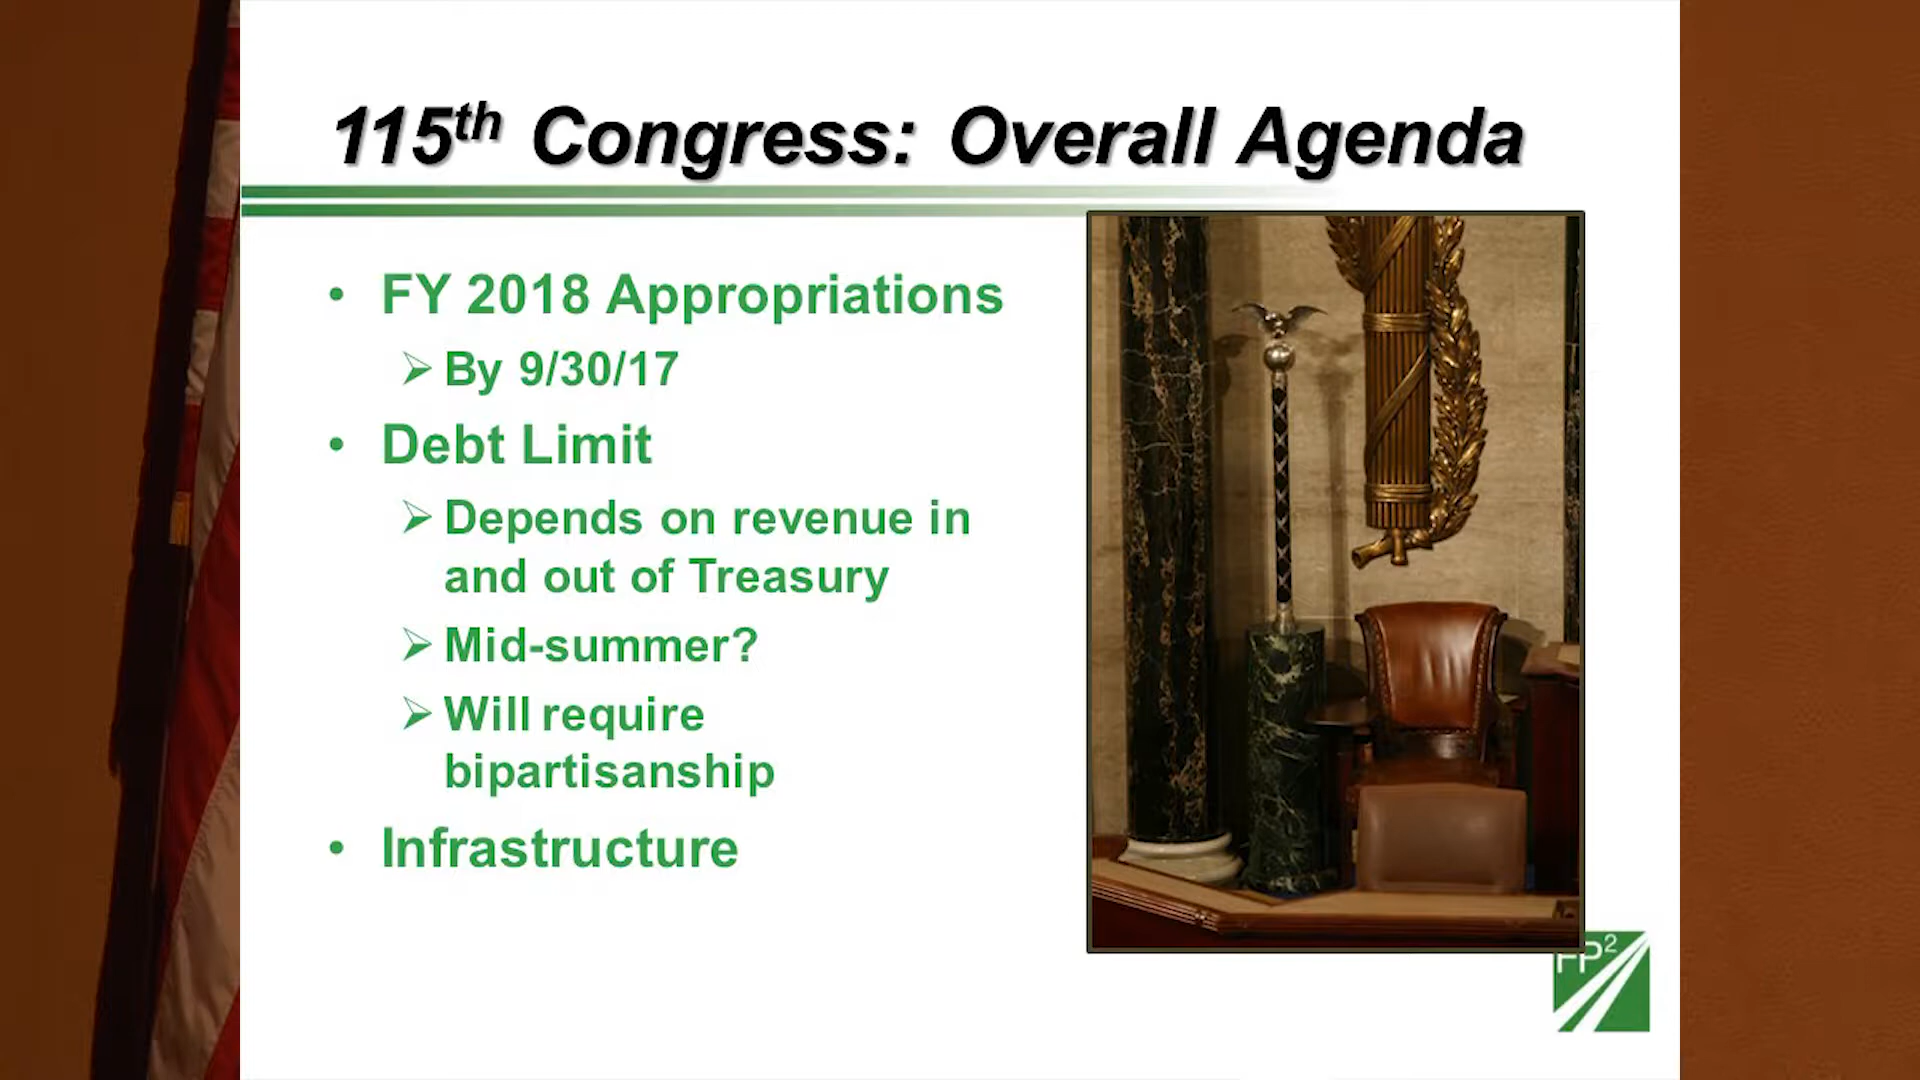 115th Congress: Overall Agenda
• FY 2018 Appropriations
➢ By 9/30/17
• Debt Limit
➢ Depends on revenue in
and out of Treasury
➢ Mid-summer?
➢ Will require
bipartisanship
• Infrastructure
FP²